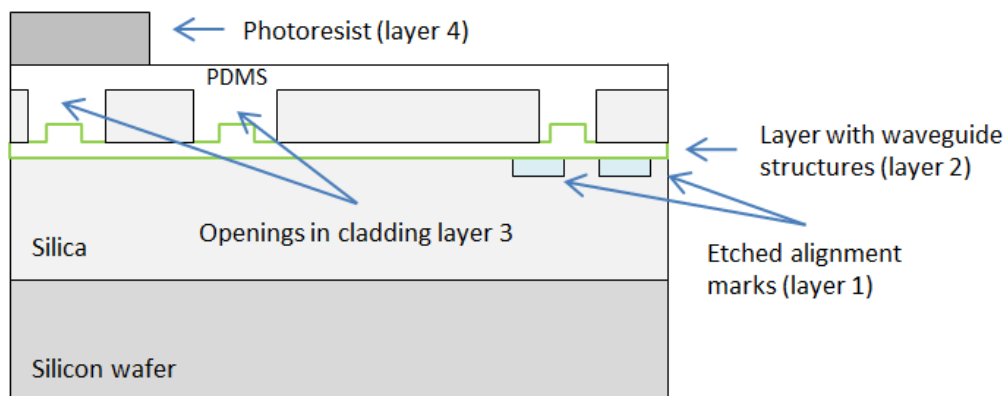 Photoresist (layer 4)
PDMS
Layer with waveguide
structures (layer 2)
Openings in cladding layer 3
Silica
Etched alignment
marks (layer 1)
Silicon wafer